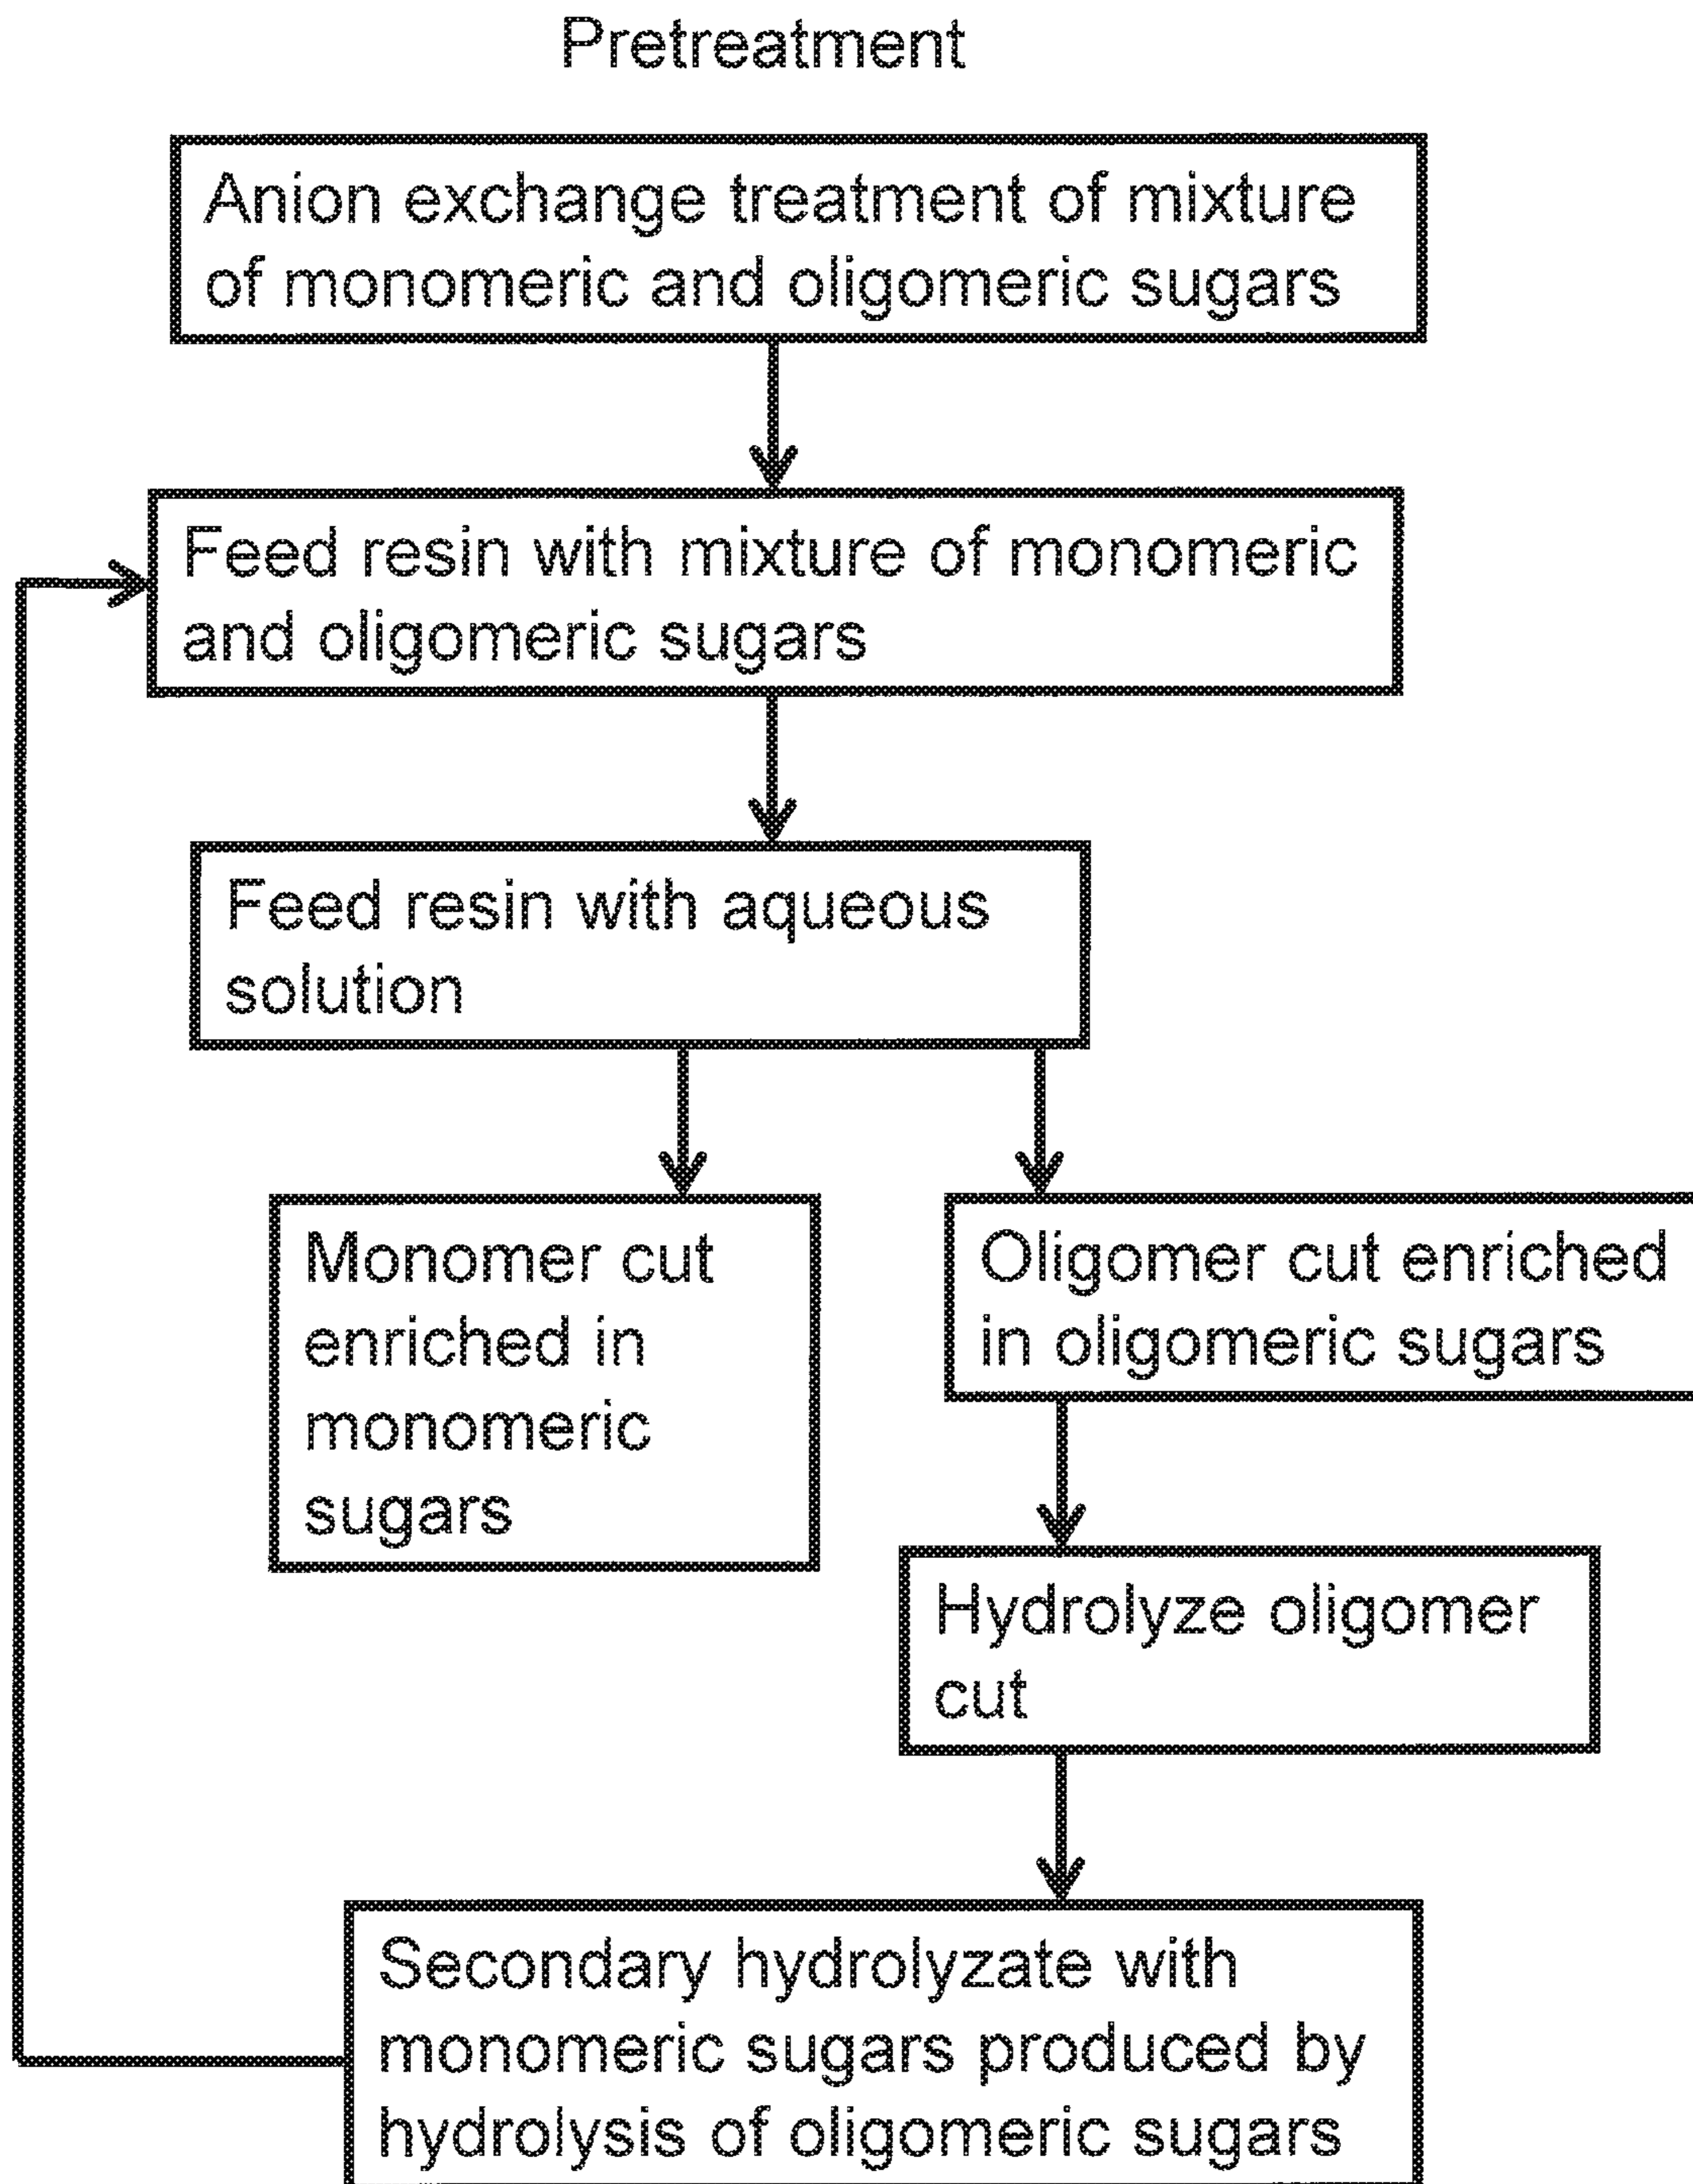 Pretreatment
Anion exchange treatment of mixture
of monomeric and oligomeric sugars
Feed resin with mixture of monomeric
and oligomeric sugars
Feed resin with aqueous
solution
Monomer cut
enriched in
monomeric
sugars
Oligomer cut enriched
in oligomeric sugars
Hydrolyze oligomer
cut
Secondary hydrolyzate with
monomeric sugars produced by
hydrolysis of oligomeric sugars